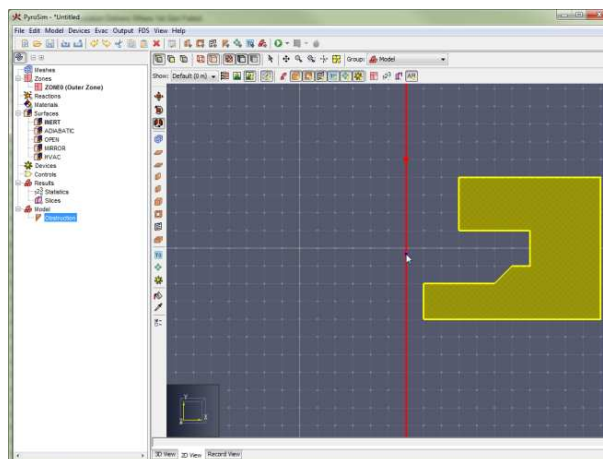 PyroSim - *Untitled
File Edit Model Devices Evac Output FDS View Window Help
Group: Model
Show: Default (0 m)
Meshes
Zones
ZONE0 (Outer Zone)
Reactions
Materials
Surfaces
INERT
ADIABATIC
OPEN
MIRROR
HVAC
Devices
Controls
Results
Statistics
Slices
Model
Obstruction
Y
X
3D View 2D View Record View